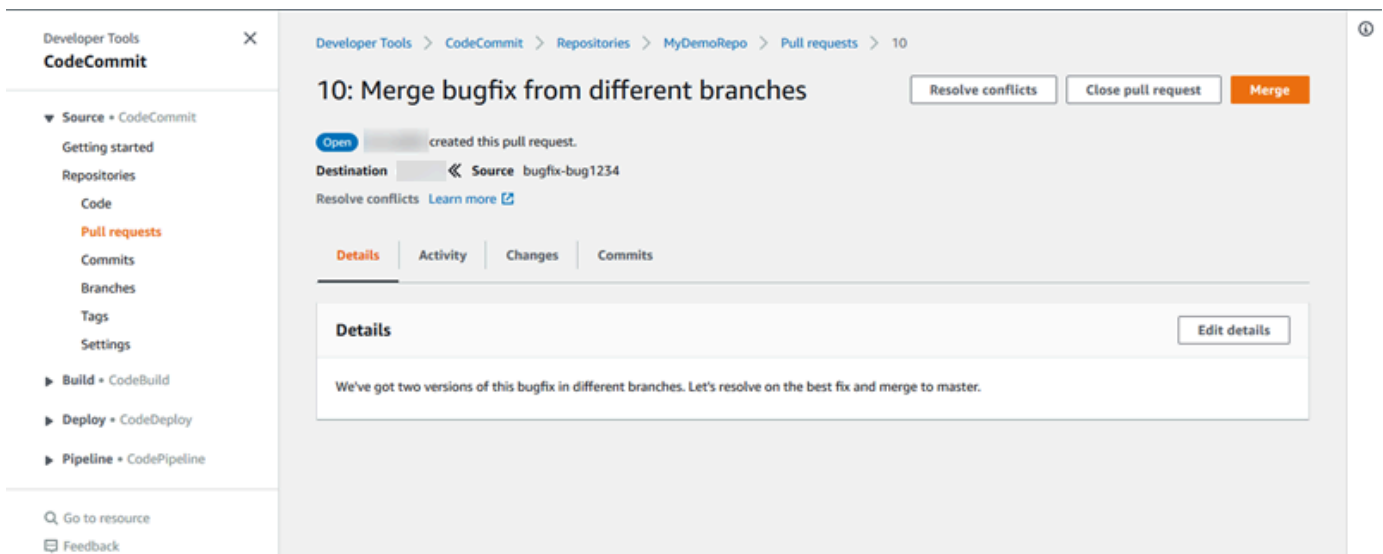 Developer Tools
CodeCommit
Source • CodeCommit
Getting started
Repositories
Code
Pull requests
Commits
Branches
Tags
Settings
Build • CodeBuild
Deploy • CodeDeploy
Pipeline • CodePipeline
Go to resource
Feedback
Developer Tools > CodeCommit > Repositories > MyDemoRepo > Pull requests > 10
10: Merge bugfix from different branches
Resolve conflicts
Close pull request
Merge
Open created this pull request.
Destination Source bugfix-bug1234
Resolve conflicts Learn more
Details Activity Changes Commits
Details
Edit details
We've got two versions of this bugfix in different branches. Let's resolve on the best fix and merge to master.